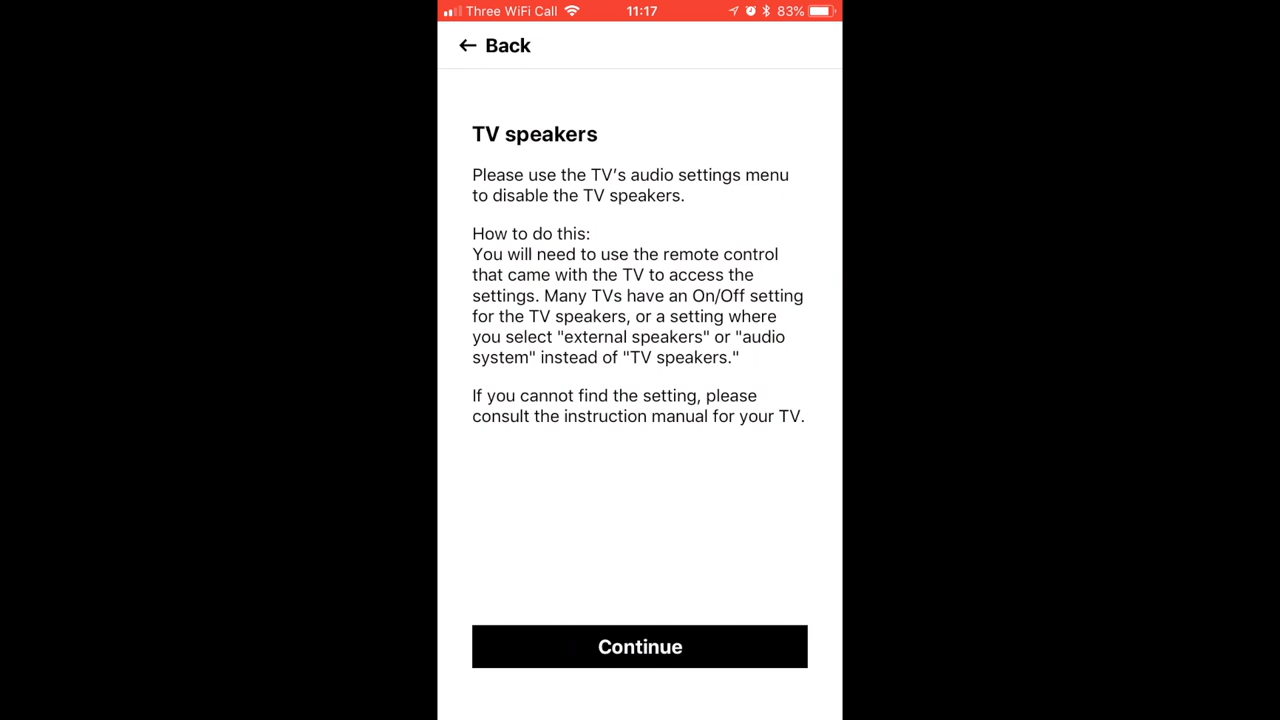 Three WiFi Call 11:17 83%
← Back
TV speakers
Please use the TV’s audio settings menu
to disable the TV speakers.
How to do this:
You will need to use the remote control
that came with the TV to access the
settings. Many TVs have an On/Off setting
for the TV speakers, or a setting where
you select "external speakers" or "audio
system" instead of "TV speakers."
If you cannot find the setting, please
consult the instruction manual for your TV.
Continue